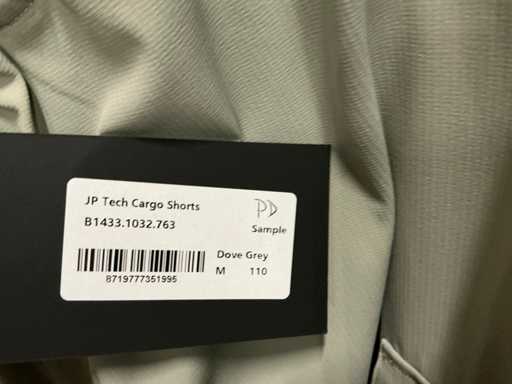 JP Tech Cargo Shorts
B1433.1032.763
PD
Sample
Dove Grey
M 110
8719777351995